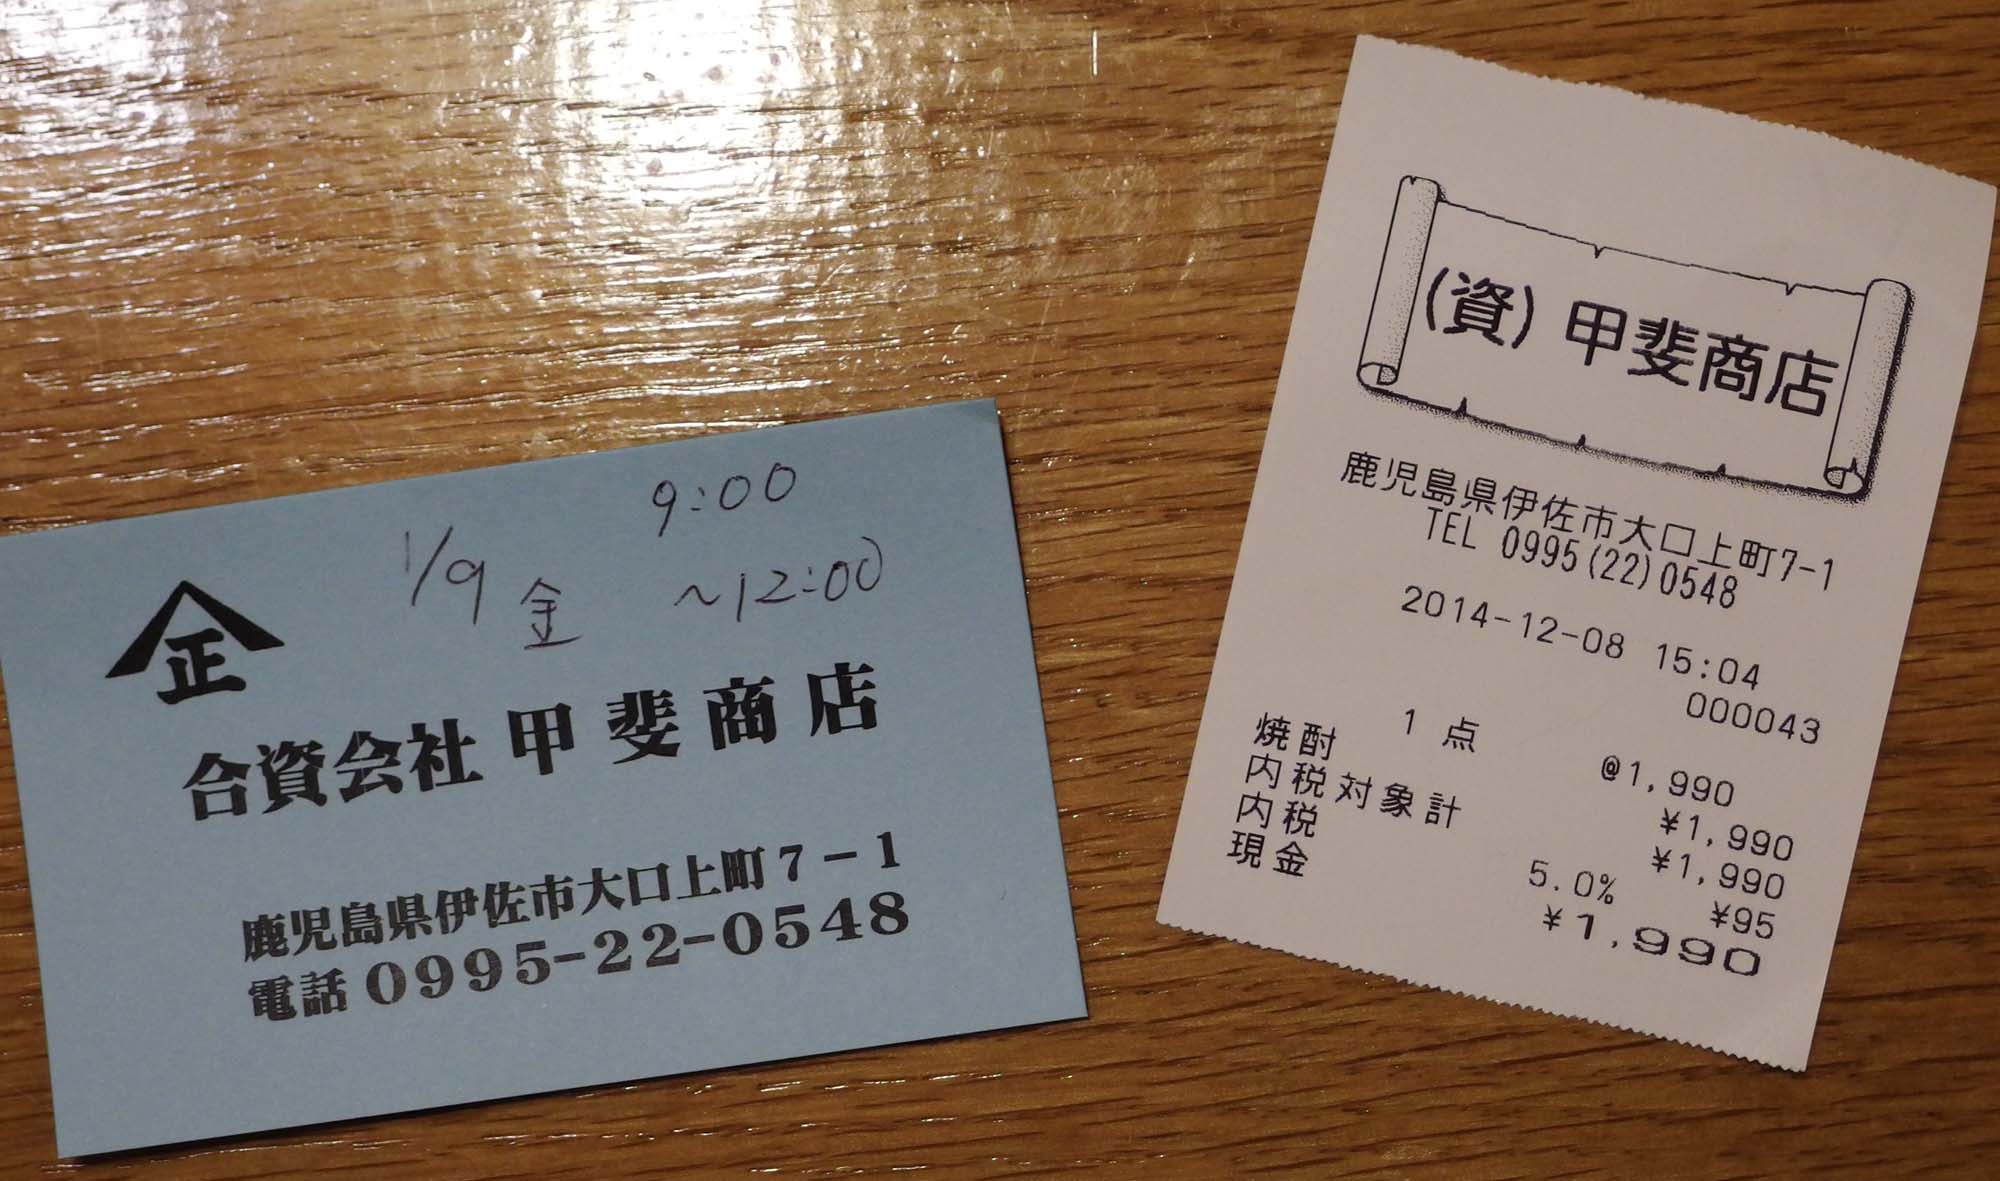 9:00
1/9 金 ~12:00
正
合資会社 甲斐商店
鹿児島県伊佐市大口上町7-1
電話 0995-22-0548
(資) 甲斐商店
鹿児島県伊佐市大口上町7-1
TEL 0995(22)0548
2014-12-08 15:04
000043
1点 @1,990
焼酎 ¥1,990
内税対象計 ¥1,990
内税 5.0% ¥95
現金 ¥1,990